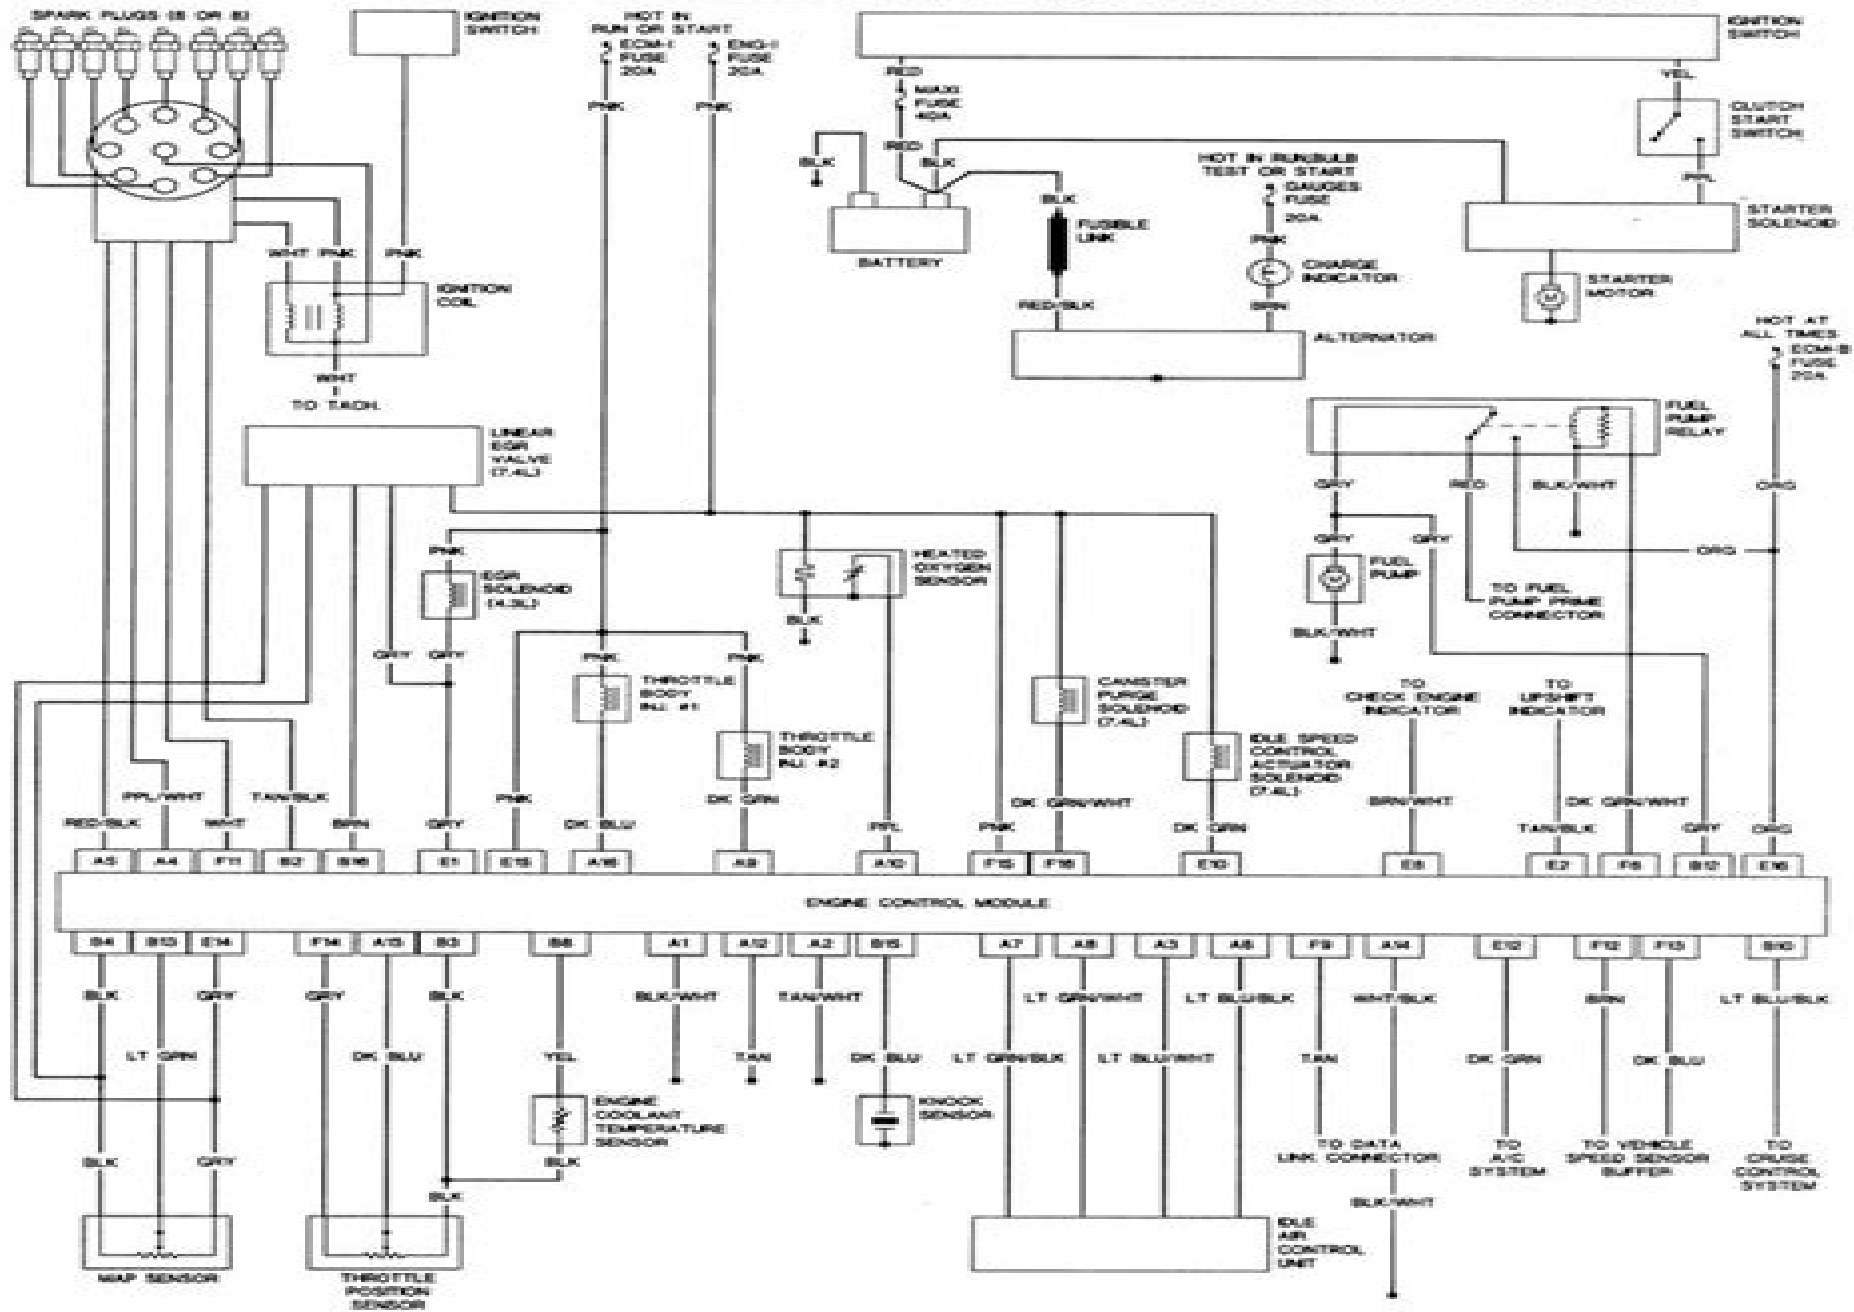 SPARK PLUGS (6 OR 8)
IGNITION
SWITCH
HOT IN
RUN OR START
ECM-I
FUSE
20A
ENG-I
FUSE
20A
IGNITION
SWITCH
RED
YEL
MAXI
FUSE
40A
PNK
PNK
CLUTCH
START
SWITCH
RED
BLK
BLK
HOT IN RUN/BULB
TEST OR START
GAUGES
FUSE
20A
PPL
BLK
FUSIBLE
LINK
STARTER
SOLENOID
PNK
WHT
PNK
PNK
BATTERY
CHARGE
INDICATOR
STARTER
MOTOR
IGNITION
COIL
RED/BLK
BRN
ALTERNATOR
HOT AT
ALL TIMES
ECM-B
FUSE
20A
WHT
TO TACH.
LINEAR
EGR
VALVE
(7.4L)
FUEL
PUMP
RELAY
GRY
RED
BLK/WHT
ORG
PNK
EGR
SOLENOID
(4.3L)
HEATED
OXYGEN
SENSOR
GRY
GRY
ORG
FUEL
PUMP
TO FUEL
PUMP PRIME
CONNECTOR
BLK
BLK/WHT
GRY
GRY
PNK
PNK
THROTTLE
BODY
INJ. #1
CANISTER
PURGE
SOLENOID
(7.4L)
TO
CHECK ENGINE
INDICATOR
TO
UPSHIFT
INDICATOR
THROTTLE
BODY
INJ. #2
IDLE SPEED
CONTROL
ACTUATOR
SOLENOID
(7.4L)
PPL/WHT
TAN/BLK
PNK
DK GRN
DK GRN/WHT
BRN/WHT
DK GRN/WHT
RED/BLK
WHT
BRN
GRY
DK BLU
PPL
PNK
DK GRN
TAN/BLK
GRY
ORG
A5
A4
F11
B2
B16
E1
E15
A16
A9
A10
F15
F16
E10
E8
E2
F6
B12
E16
ENGINE CONTROL MODULE
B4
B13
E14
F14
A15
B3
B8
A1
A12
A2
B15
A7
A8
A3
A6
F9
A14
E12
F12
F13
B10
BLK
GRY
GRY
BLK
BLK/WHT
TAN/WHT
LT GRN/WHT
LT BLU/BLK
WHT/BLK
BRN
LT BLU/BLK
LT GRN
DK BLU
YEL
TAN
DK BLU
LT GRN/BLK
LT BLU/WHT
TAN
DK GRN
DK BLU
ENGINE
COOLANT
TEMPERATURE
SENSOR
KNOCK
SENSOR
BLK
GRY
BLK
TO DATA
LINK CONNECTOR
TO
A/C
SYSTEM
TO VEHICLE
SPEED SENSOR
BUFFER
TO
CRUISE
CONTROL
SYSTEM
BLK
BLK/WHT
MAP SENSOR
THROTTLE
POSITION
SENSOR
IDLE
AIR
CONTROL
UNIT